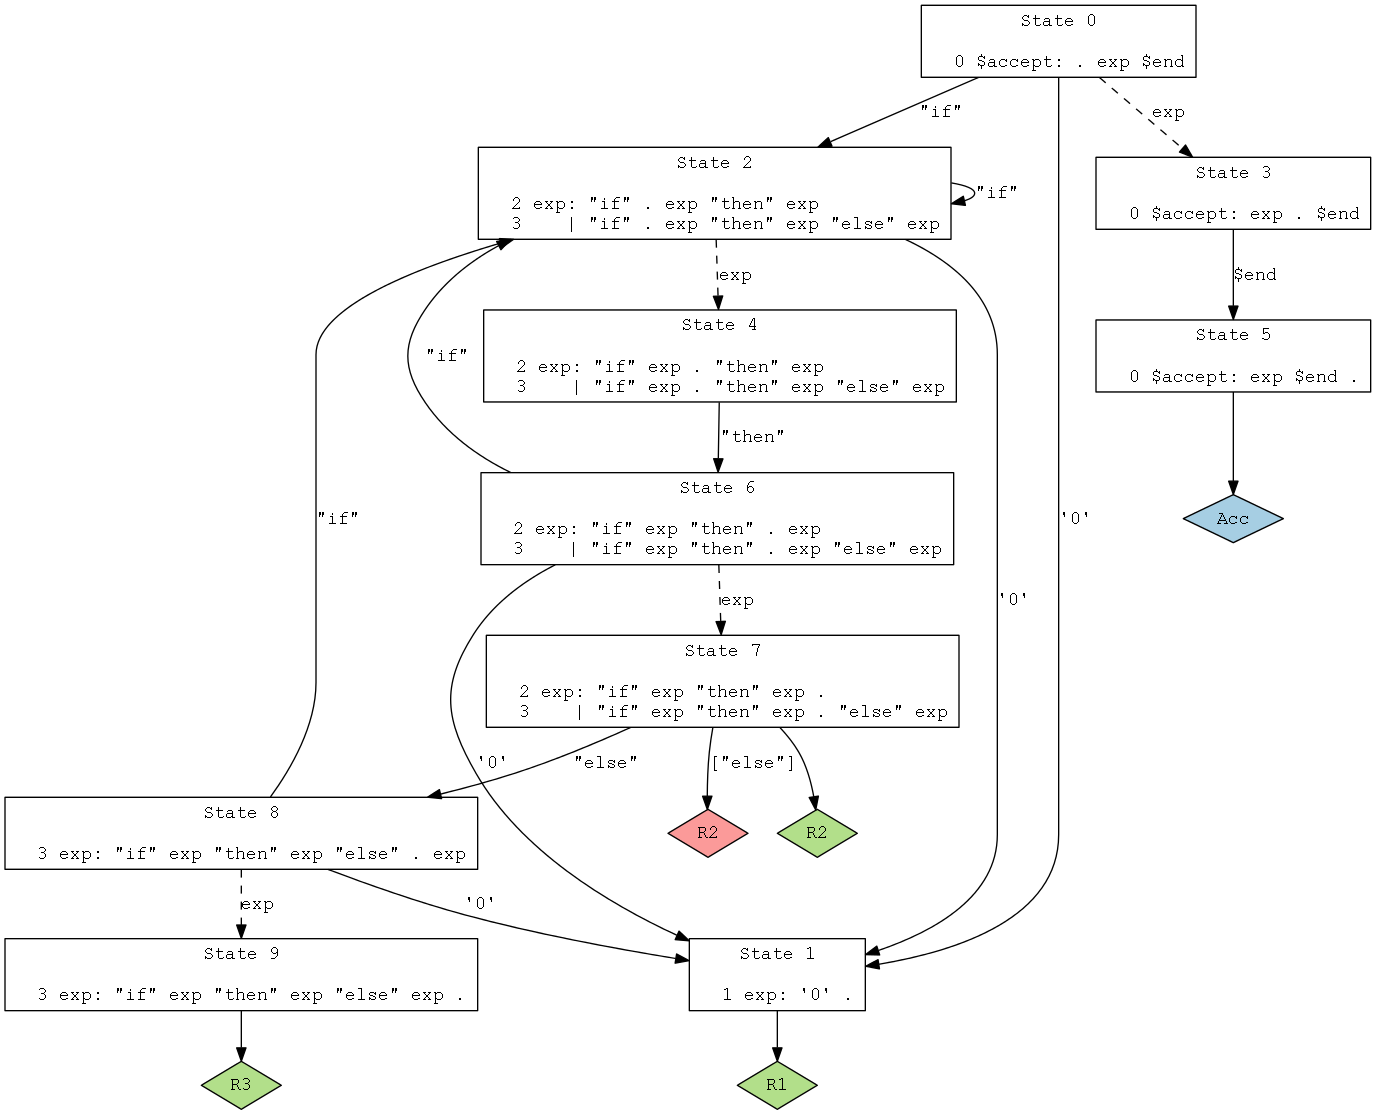 State 0
0 $accept: . exp $end
"if"
exp
State 2
2 exp: "if" . exp "then" exp
3 | "if" . exp "then" exp "else" exp
"if"
State 3
0 $accept: exp . $end
exp
$end
State 4
2 exp: "if" exp . "then" exp
3 | "if" exp . "then" exp "else" exp
"if"
State 5
0 $accept: exp $end .
"then"
State 6
2 exp: "if" exp "then" . exp
3 | "if" exp "then" . exp "else" exp
"if"
'0'
Acc
exp
'0'
State 7
2 exp: "if" exp "then" exp .
3 | "if" exp "then" exp . "else" exp
'0'
"else"
["else"]
State 8
3 exp: "if" exp "then" exp "else" . exp
R2
R2
exp
'0'
State 9
3 exp: "if" exp "then" exp "else" exp .
State 1
1 exp: '0' .
R3
R1